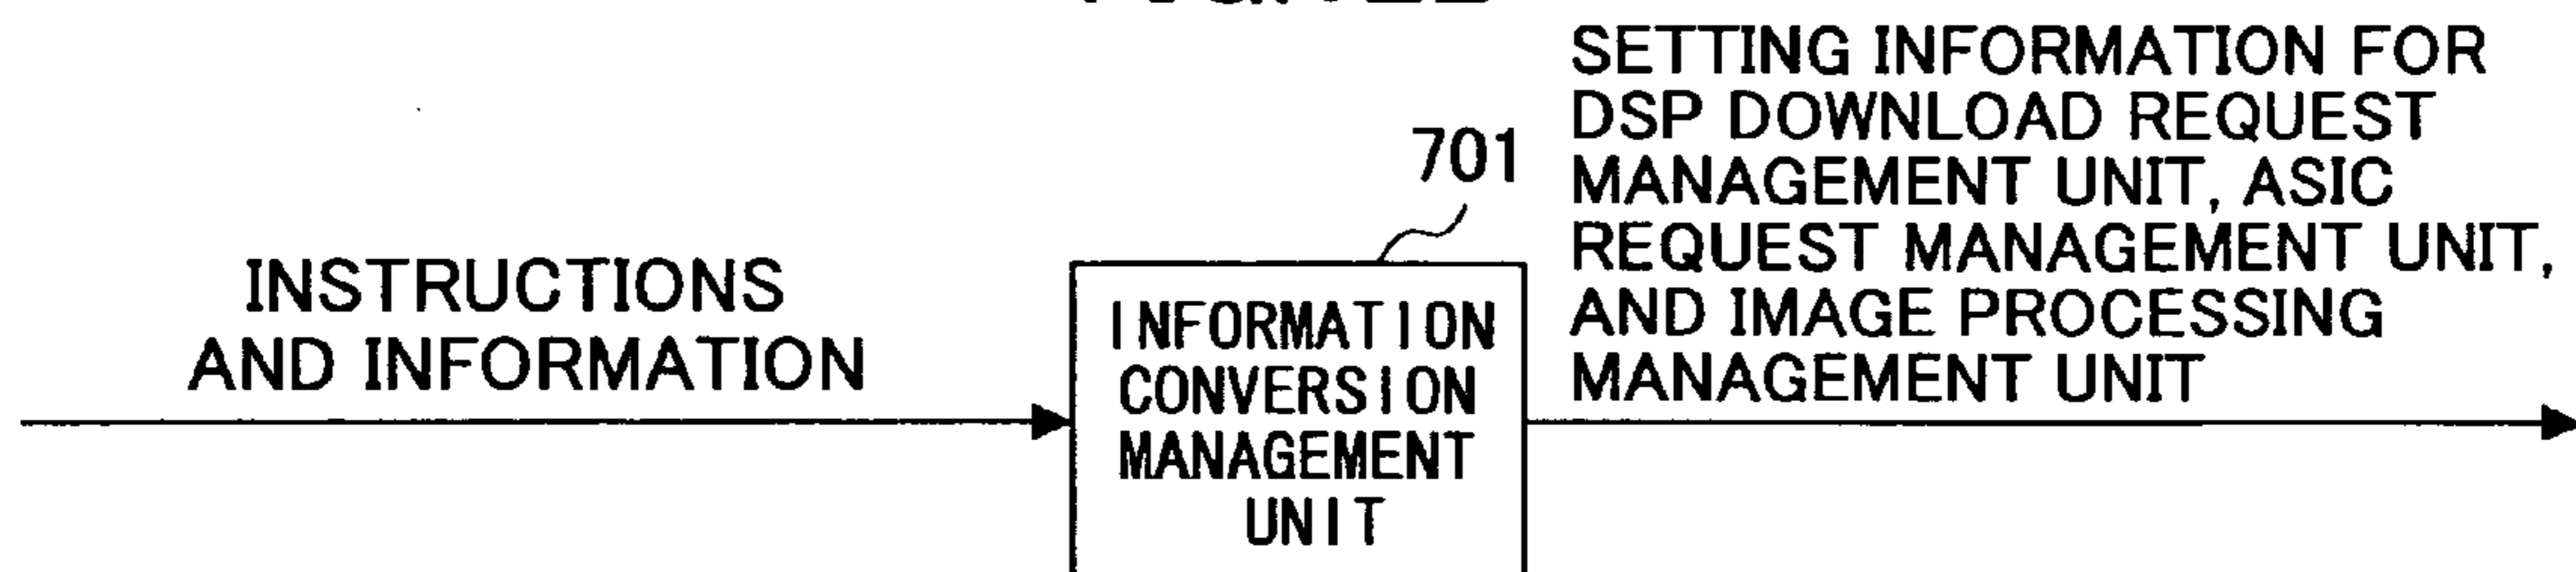 SETTING INFORMATION FOR
DSP DOWNLOAD REQUEST
701
MANAGEMENT UNIT, ASIC
REQUEST MANAGEMENT UNIT,
AND IMAGE PROCESSING
MANAGEMENT UNIT
INSTRUCTIONS
AND INFORMATION
INFORMATION
CONVERSION
MANAGEMENT
UNIT